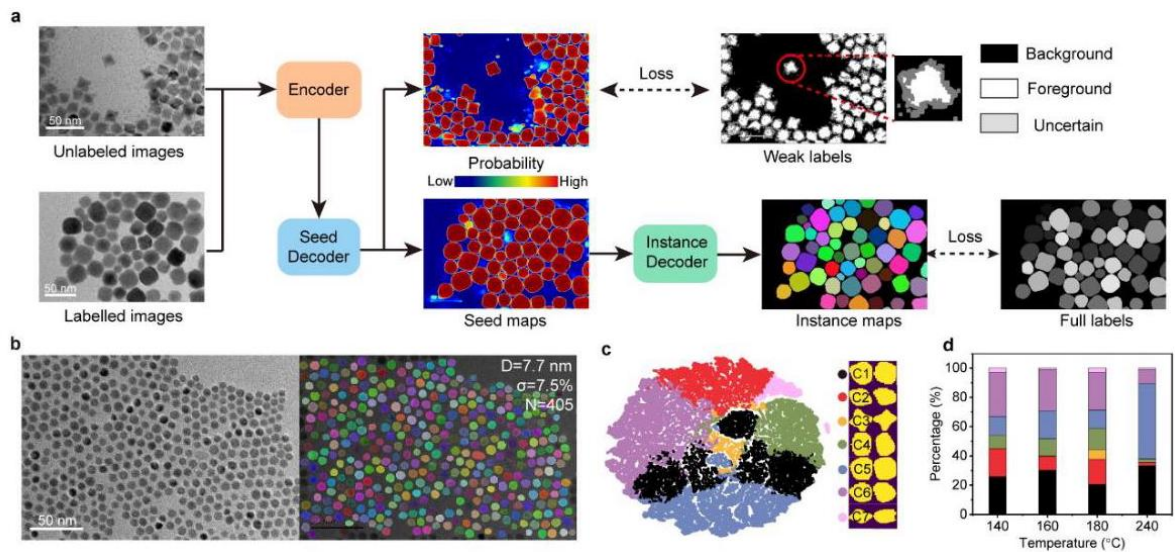 a
50 nm
Unlabeled images
50 nm
Labelled images
Encoder
Seed
Decoder
Probability
Low
High
Seed maps
Loss
Weak labels
Background
Foreground
Uncertain
Instance
Decoder
Instance maps
Loss
Full labels
b
50 nm
D=7.7 nm
σ=7.5%
N=405
c
C1
C2
C3
C4
C5
C6
C7
d
Percentage (%)
100
80
60
40
20
0
140
160
180
240
Temperature (°C)